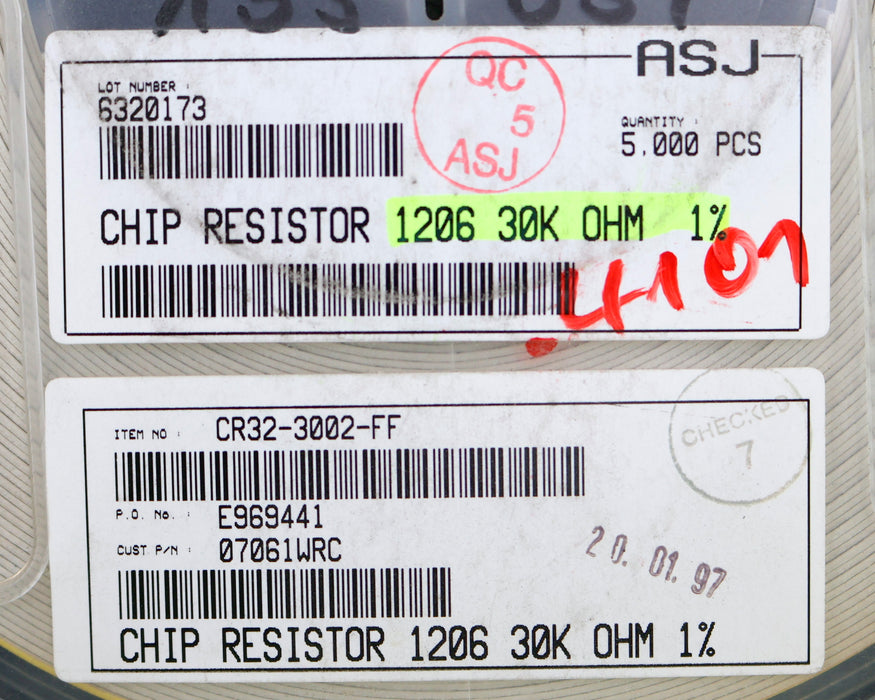 ASJ
LOT NUMBER :
6320173
QC
5
ASJ
QUANTITY :
5.000 PCS
CHIP RESISTOR 1206 30K OHM 1%
ITEM NO : CR32-3002-FF
CHECKED
7
P.O. No. : E969441
CUST P/N : 07061WRC
20.01.97
CHIP RESISTOR 1206 30K OHM 1%